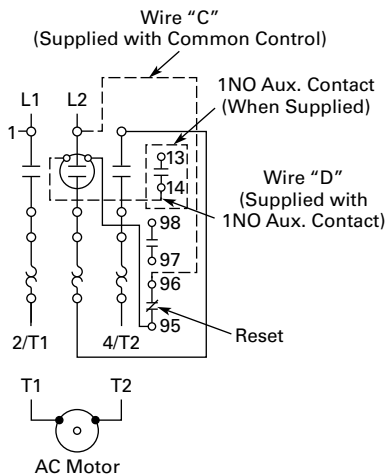 Wire “C”
(Supplied with Common Control)
1NO Aux. Contact
(When Supplied)
L1 L2
1
13
14
Wire “D”
(Supplied with
1NO Aux. Contact)
98
97
96
95
Reset
2/T1 4/T2
T1 T2
AC Motor